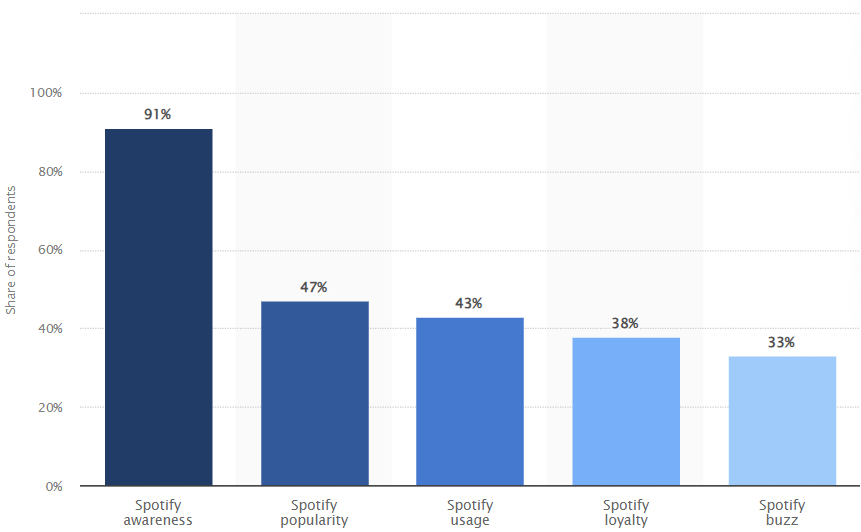 Share of respondents
100%
80%
60%
40%
20%
0%
91%
47%
43%
38%
33%
Spotify
awareness
Spotify
popularity
Spotify
usage
Spotify
loyalty
Spotify
buzz